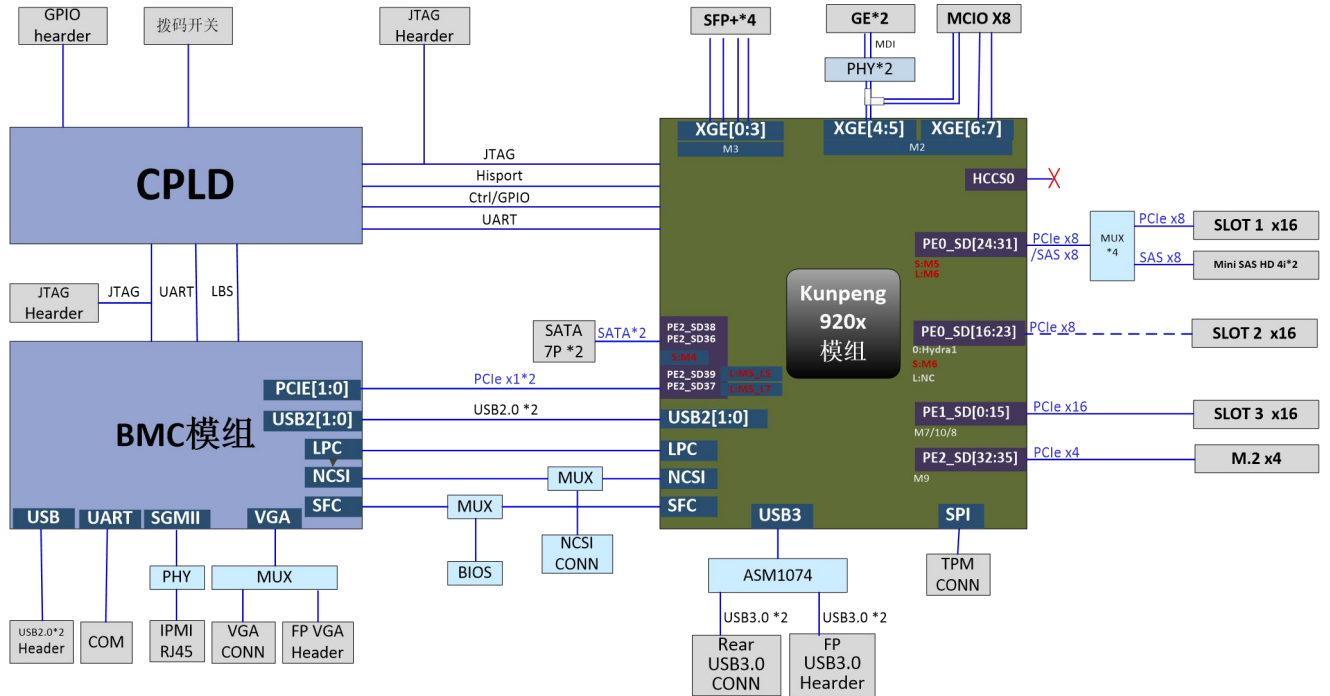 GPIO
hearder
拨码开关
JTAG
Hearder
SFP+*4
GE*2
MCIO X8
MDI
PHY*2
XGE[0:3]
M3
XGE[4:5]
XGE[6:7]
M2
CPLD
JTAG
Hisport
Ctrl/GPIO
UART
HCCS0
PE0_SD[24:31]
S:M5
L:M6
PCIe x8
/SAS x8
MUX
*4
PCIe x8
SLOT 1 x16
SAS x8
Mini SAS HD 4i*2
JTAG
Hearder
JTAG
UART
LBS
Kunpeng
920x
模组
SATA
7P *2
SATA*2
PE2_SD38
PE2_SD36
S:M4
PE2_SD39
PE2_SD37
PE0_SD[16:23]
0:Hydra1
S:M6
L:NC
PCIe x8
SLOT 2 x16
BMC模组
PCIE[1:0]
PCIe x1*2
USB2[1:0]
USB2.0 *2
USB2[1:0]
PE1_SD[0:15]
M7/10/8
PCIe x16
SLOT 3 x16
LPC
LPC
PE2_SD[32:35]
M9
PCIe x4
M.2 x4
NCSI
MUX
NCSI
SFC
MUX
SFC
USB
UART
SGMII
VGA
USB3
SPI
PHY
MUX
BIOS
NCSI
CONN
ASM1074
TPM
CONN
USB2.0*2
Header
COM
IPMI
RJ45
VGA
CONN
FP VGA
Header
USB3.0 *2
USB3.0 *2
Rear
USB3.0
CONN
FP
USB3.0
Hearder